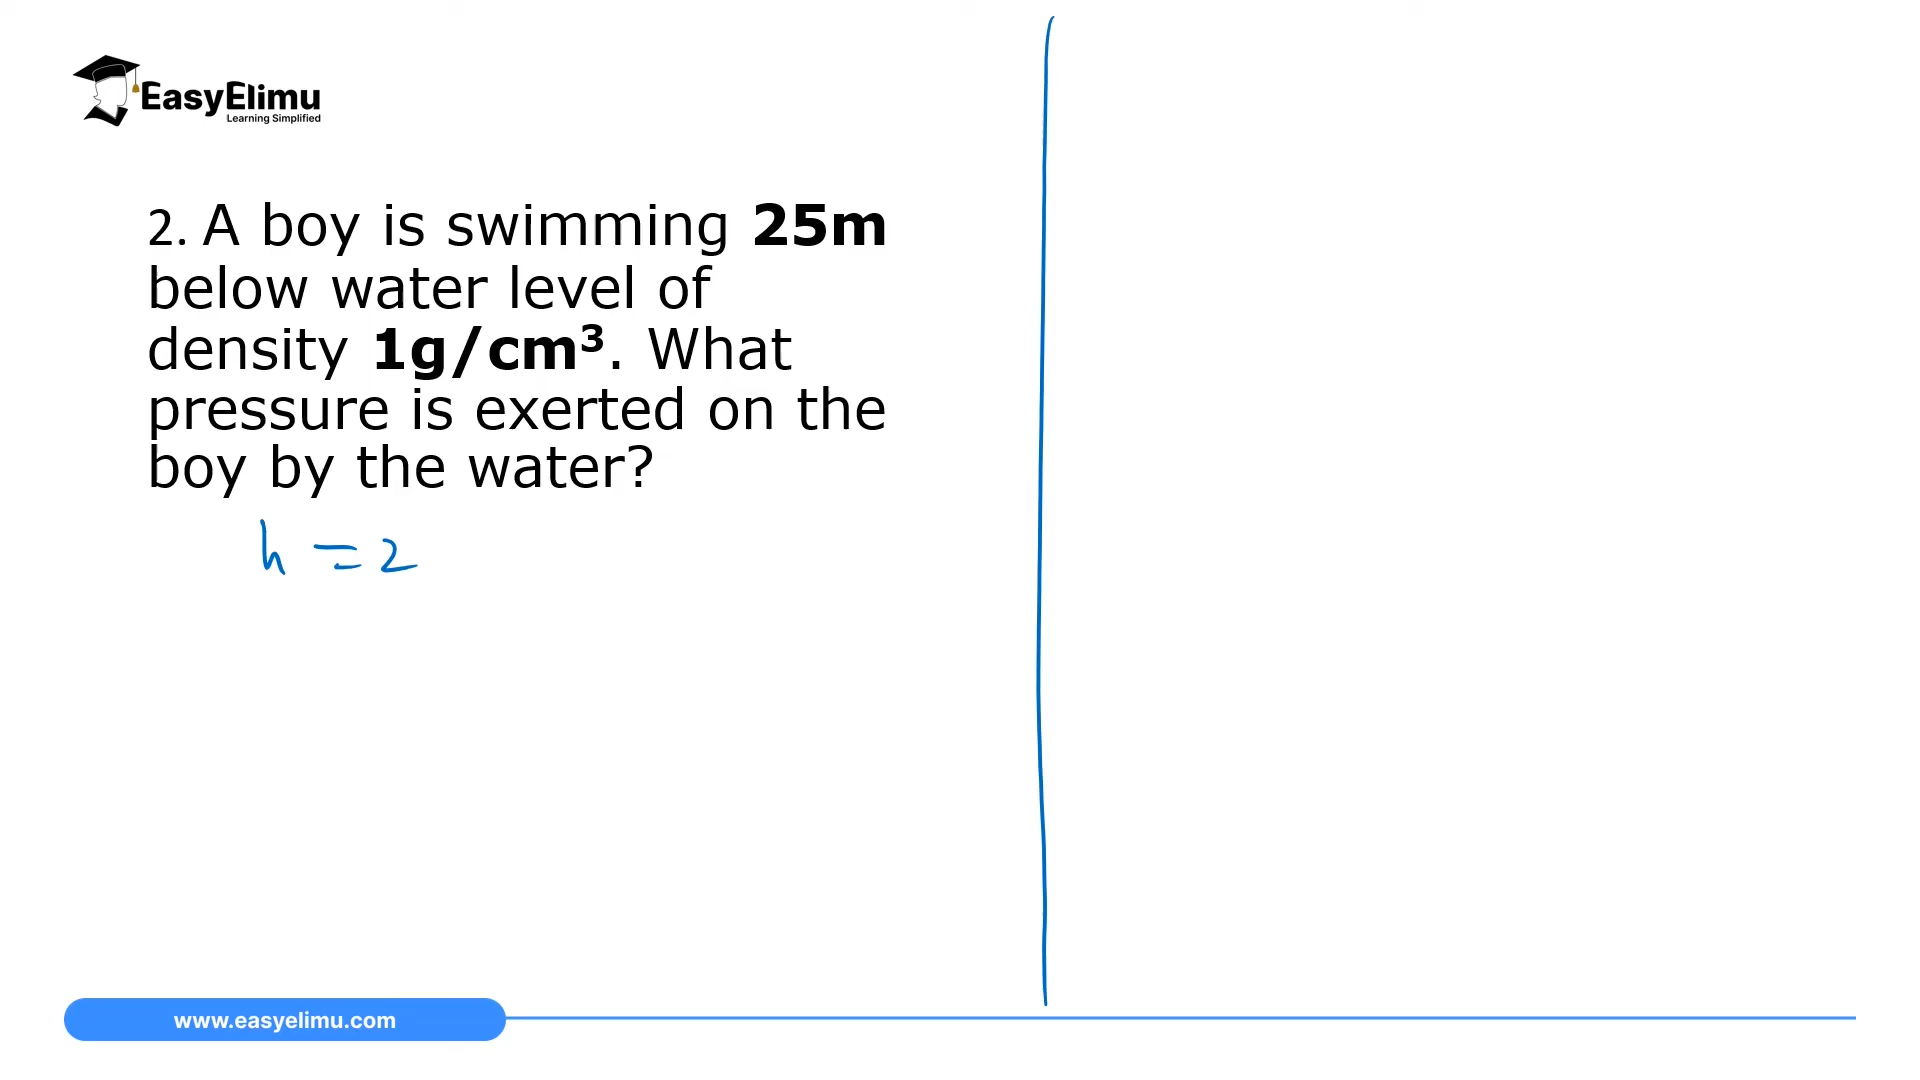 EasyElimu
Learning Simplified
2. A boy is swimming 25m
below water level of
density 1g/cm³. What
pressure is exerted on the
boy by the water?
h = 2
www.easyelimu.com